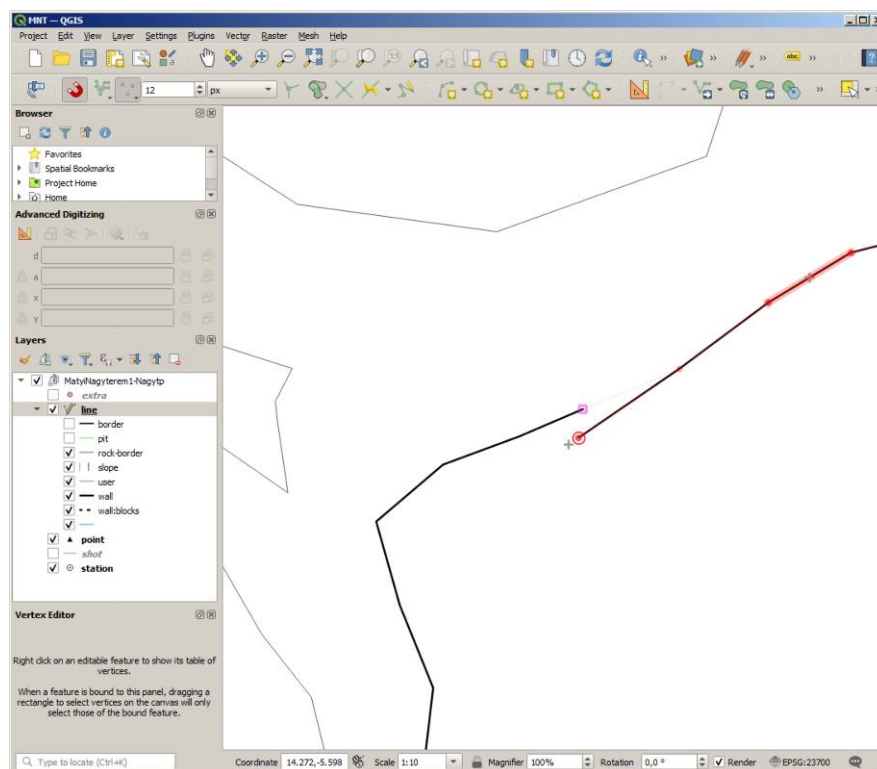 MNT — QGIS
Project Edit View Layer Settings Plugins Vector Raster Mesh Help
abc
12 px
Browser
Favorites
Spatial Bookmarks
Project Home
Home
Advanced Digitizing
d
a
x
y
Layers
MatyiNagyterem1-Nagytp
extra
line
border
pit
rock-border
slope
user
wall
wall:blocks
point
shot
station
Vertex Editor
Right click on an editable feature to show its table of
vertices.
When a feature is bound to this panel, dragging a
rectangle to select vertices on the canvas will only
select those of the bound feature.
Type to locate (Ctrl+K) Coordinate 14.272,-5.598 Scale 1:10 Magnifier 100% Rotation 0,0 ° Render EPSG:23700